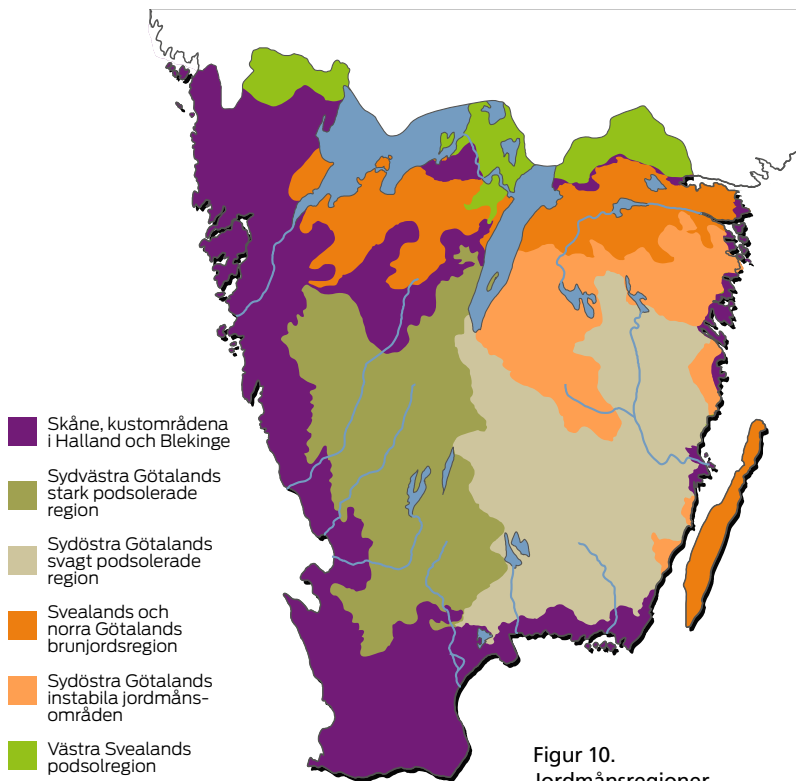 Skåne, kustområdena
i Halland och Blekinge
Sydvästra Götalands
stark podsolerade
region
Sydöstra Götalands
svagt podsolerade
region
Svealands och
norra Götalands
brunjordsregion
Sydöstra Götalands
instabila jordmåns-
områden
Västra Svealands
podsolregion
Figur 10.
Jordmånsregioner